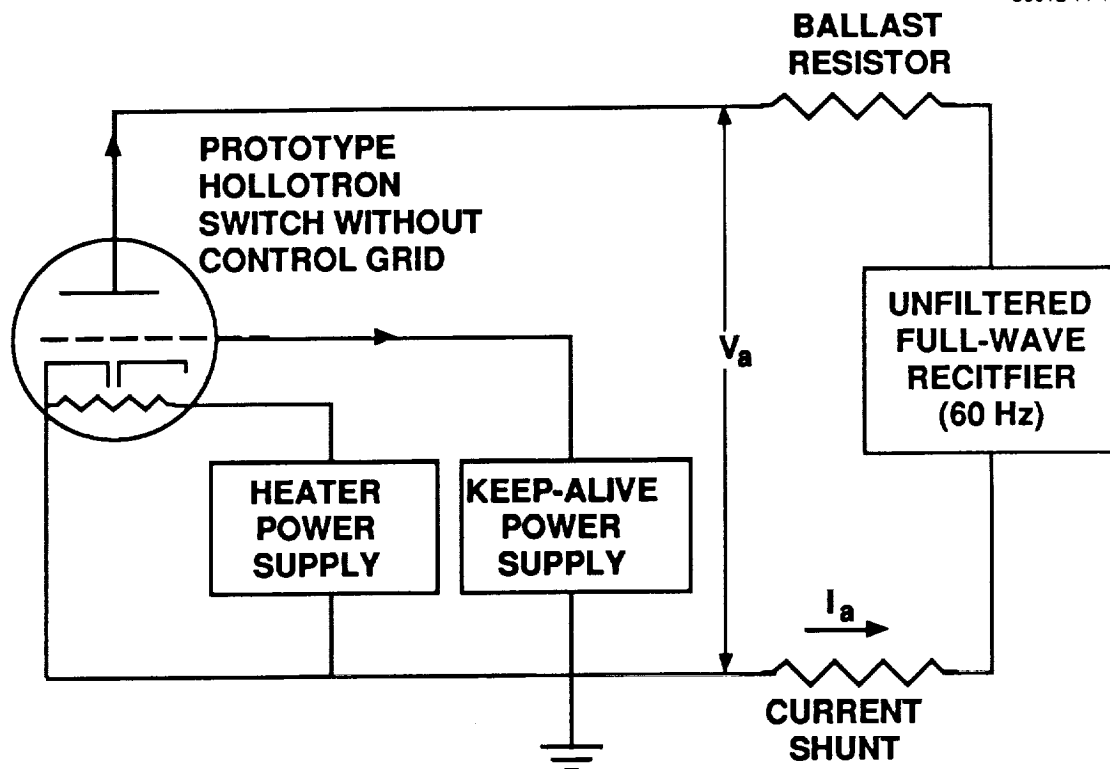 BALLAST
RESISTOR
PROTOTYPE
HOLLOTRON
SWITCH WITHOUT
CONTROL GRID
UNFILTERED
FULL-WAVE
RECITFIER
(60 Hz)
Va
HEATER
POWER
SUPPLY
KEEP-ALIVE
POWER
SUPPLY
Ia
CURRENT
SHUNT